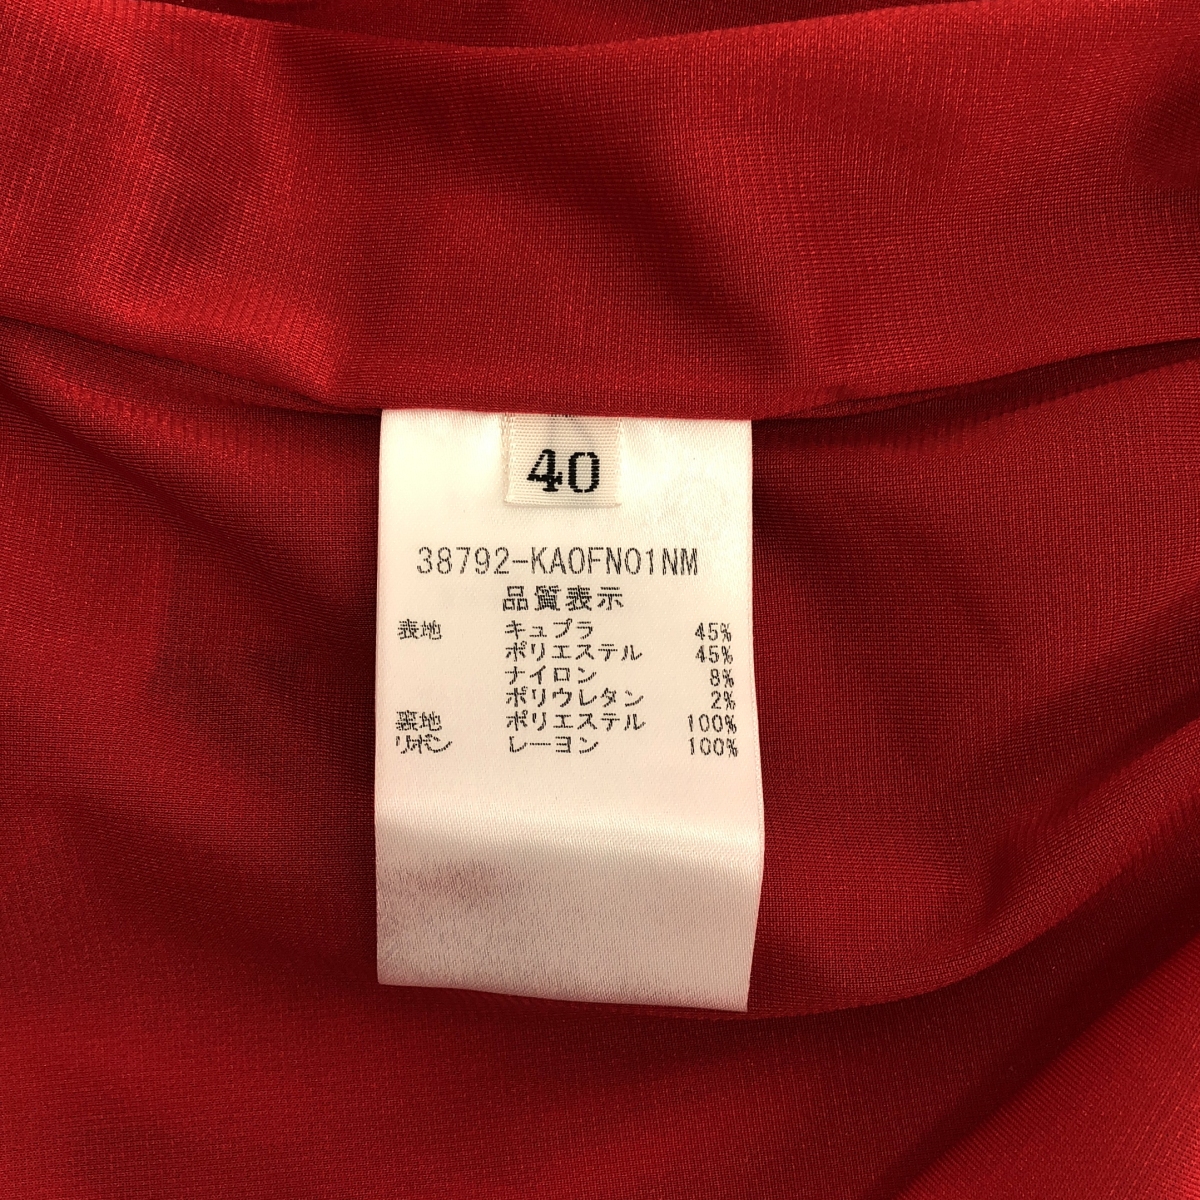 40
38792-KA0FN01NM
品質表示
表地 キュプラ 45%
ポリエステル 45%
ナイロン 8%
ポリウレタン 2%
裏地 ポリエステル 100%
リボン レーヨン 100%